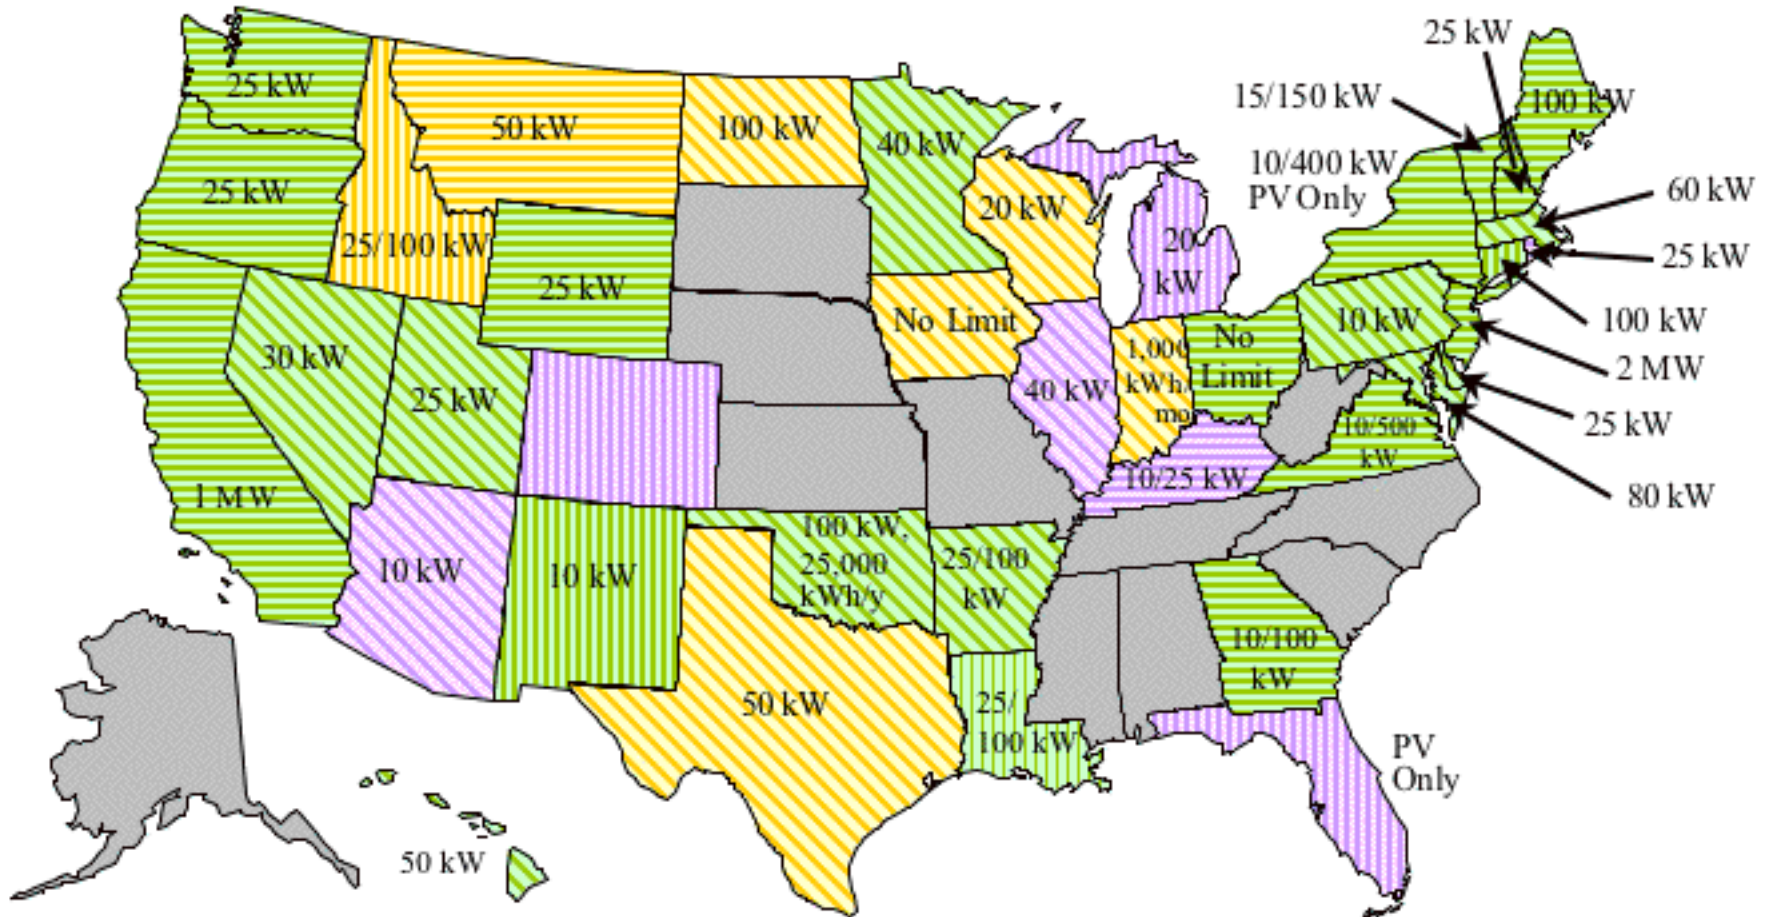 25 kW
25 kW
15/150 kW
100 kW
50 kW
100 kW
40 kW
10/400 kW
PV Only
60 kW
25 kW
20 kW
25/100 kW
20
kW
25 kW
25 kW
No Limit
10 kW
100 kW
30 kW
1,000
kWh/
mo
No
Limit
2 MW
25 kW
40 kW
25 kW
10/500
kW
10/25 kW
80 kW
1 MW
100 kW,
25,000
kWh/y
10 kW
10 kW
25/100
kW
10/100
kW
50 kW
25/
100 kW
PV
Only
50 kW